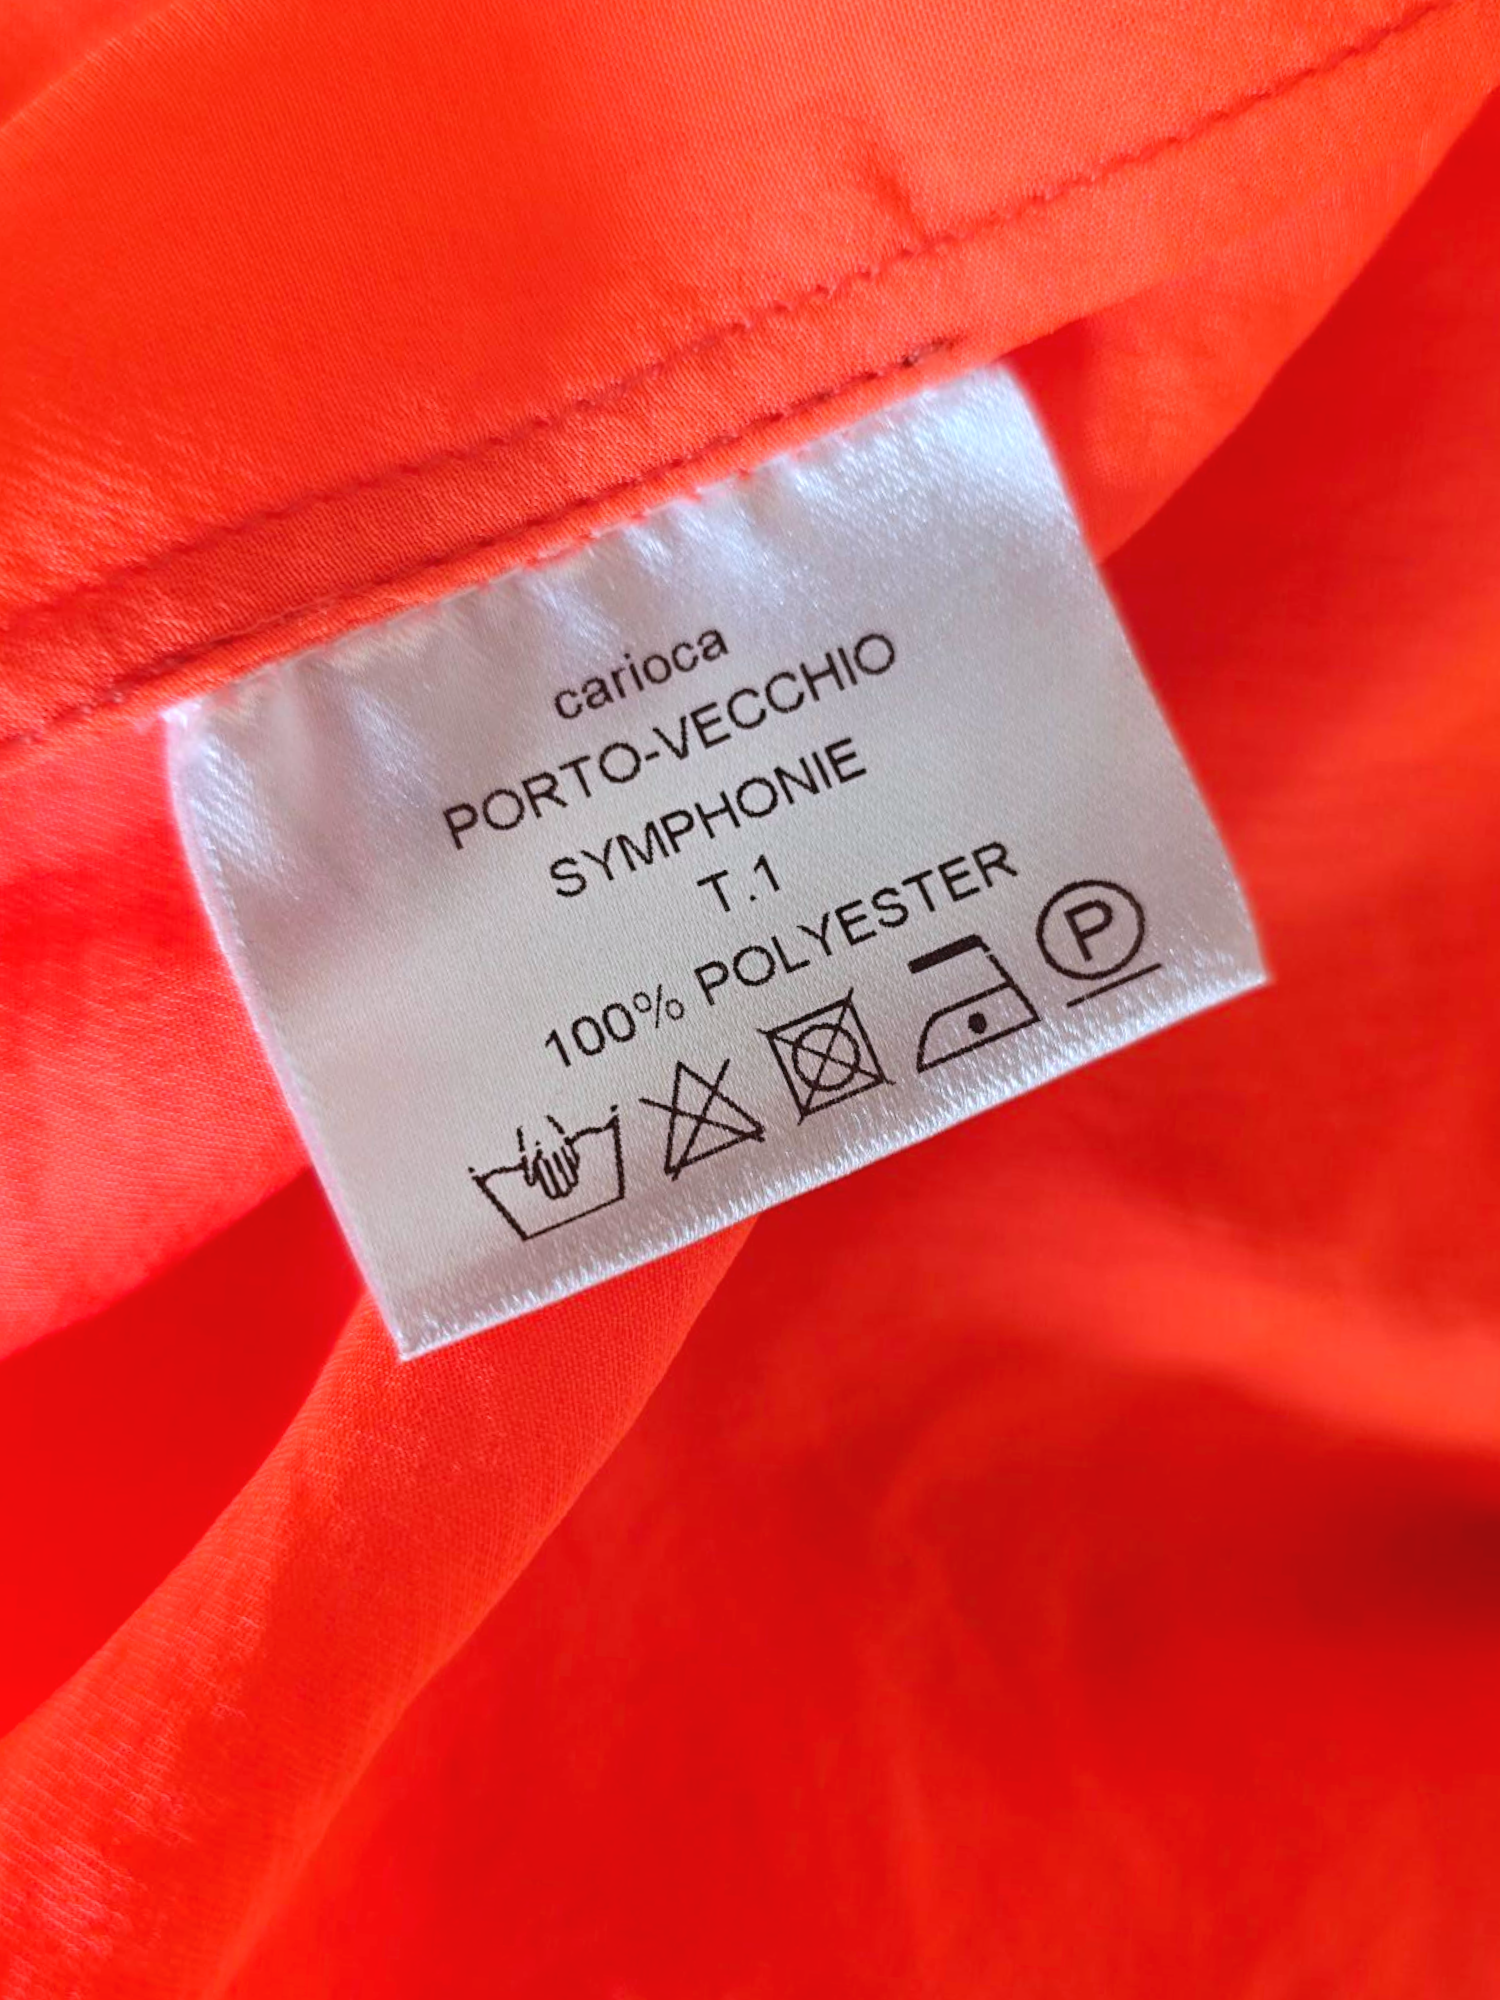 carioca
PORTO-VECCHIO
SYMPHONIE
T.1
100% POLYESTER
P